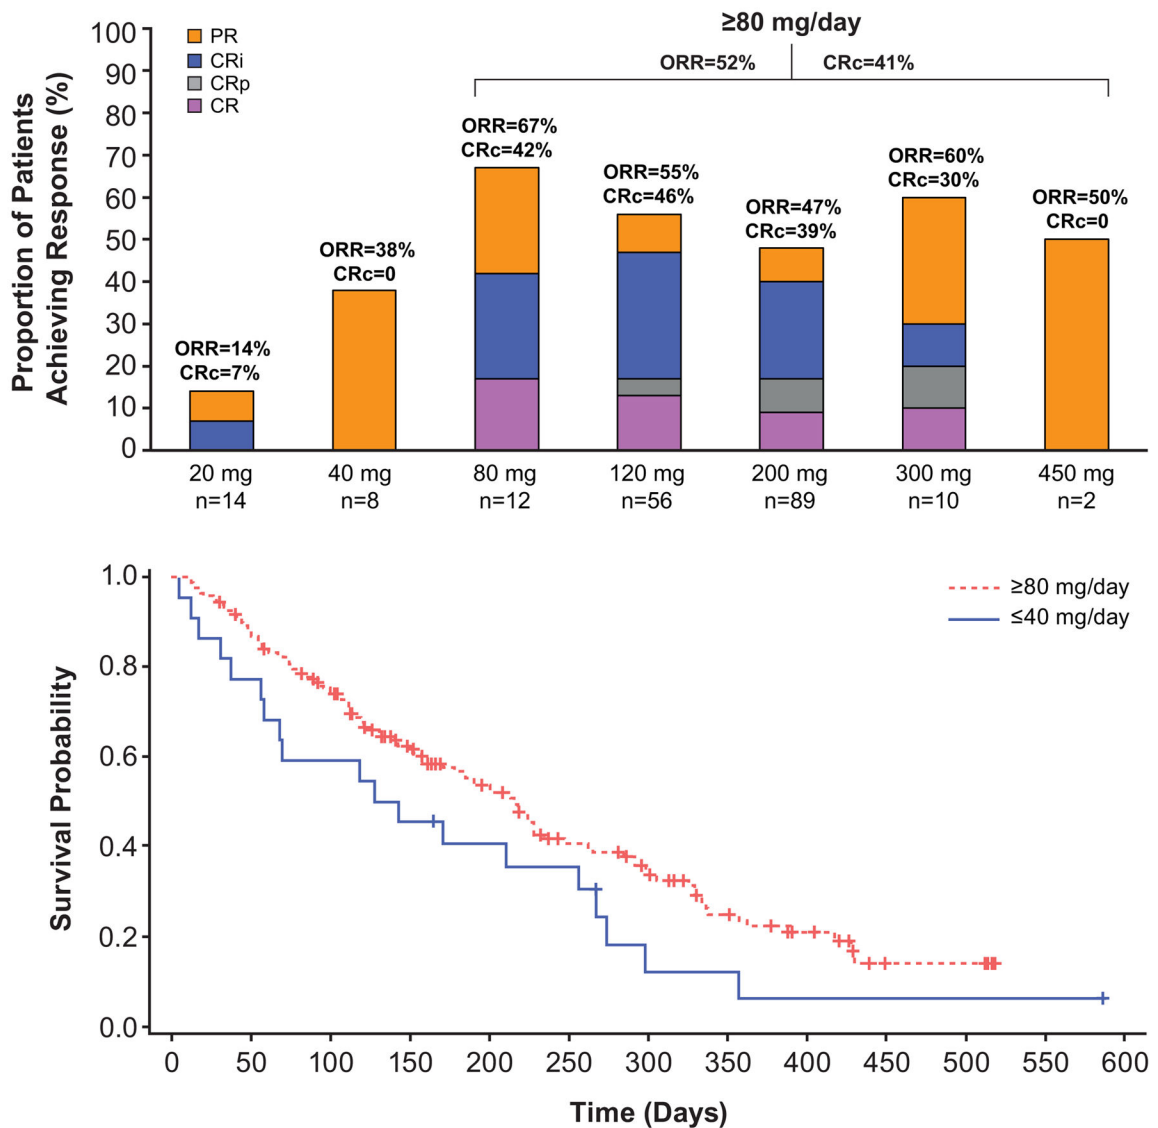 ≥80 mg/day
ORR=52% CRc=41%
PR
CRi
CRp
CR
Proportion of Patients
Achieving Response (%)
100
90
80
70
60
50
40
30
20
10
0
ORR=14%
CRc=7%
ORR=38%
CRc=0
ORR=67%
CRc=42%
ORR=55%
CRc=46%
ORR=47%
CRc=39%
ORR=60%
CRc=30%
ORR=50%
CRc=0
20 mg 40 mg 80 mg 120 mg 200 mg 300 mg 450 mg
n=14 n=8 n=12 n=56 n=89 n=10 n=2
≥80 mg/day
≤40 mg/day
Survival Probability
1.0
0.8
0.6
0.4
0.2
0.0
0 50 100 150 200 250 300 350 400 450 500 550 600
Time (Days)